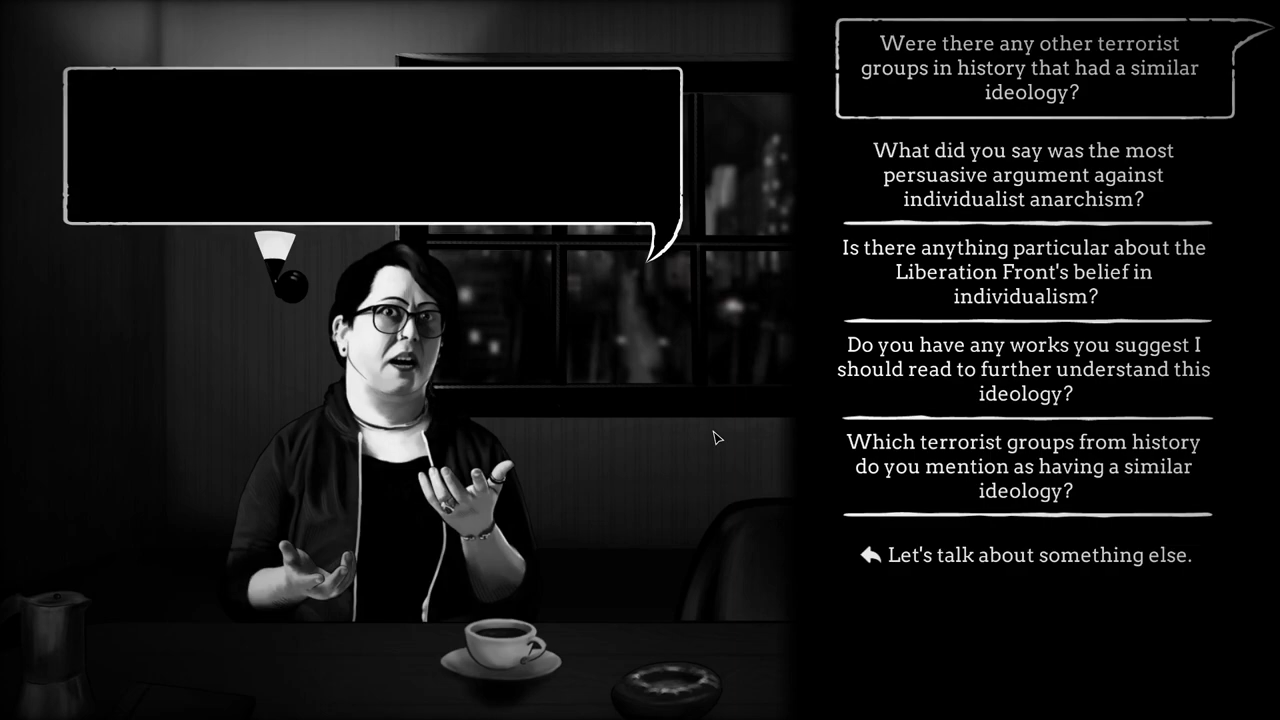 Were there any other terrorist
groups in history that had a similar
ideology?
What did you say was the most
persuasive argument against
individualist anarchism?
Is there anything particular about the
Liberation Front's belief in
individualism?
Do you have any works you suggest I
should read to further understand this
ideology?
Which terrorist groups from history
do you mention as having a similar
ideology?
Let's talk about something else.